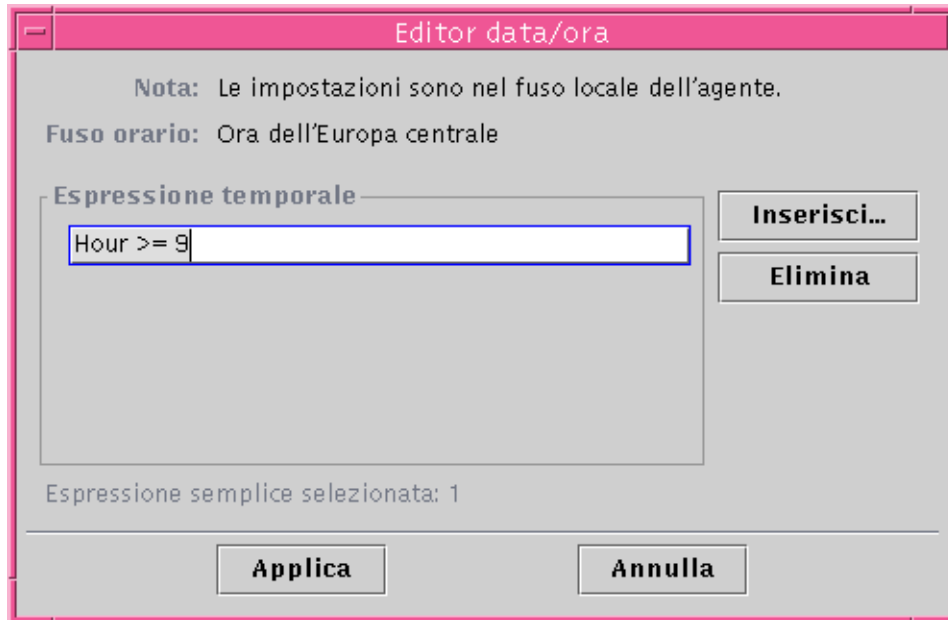 Editor data/ora
Nota: Le impostazioni sono nel fuso locale dell'agente.
Fuso orario: Ora dell'Europa centrale
Espressione temporale
Inserisci...
Hour >= 9
Elimina
Espressione semplice selezionata: 1
Applica Annulla